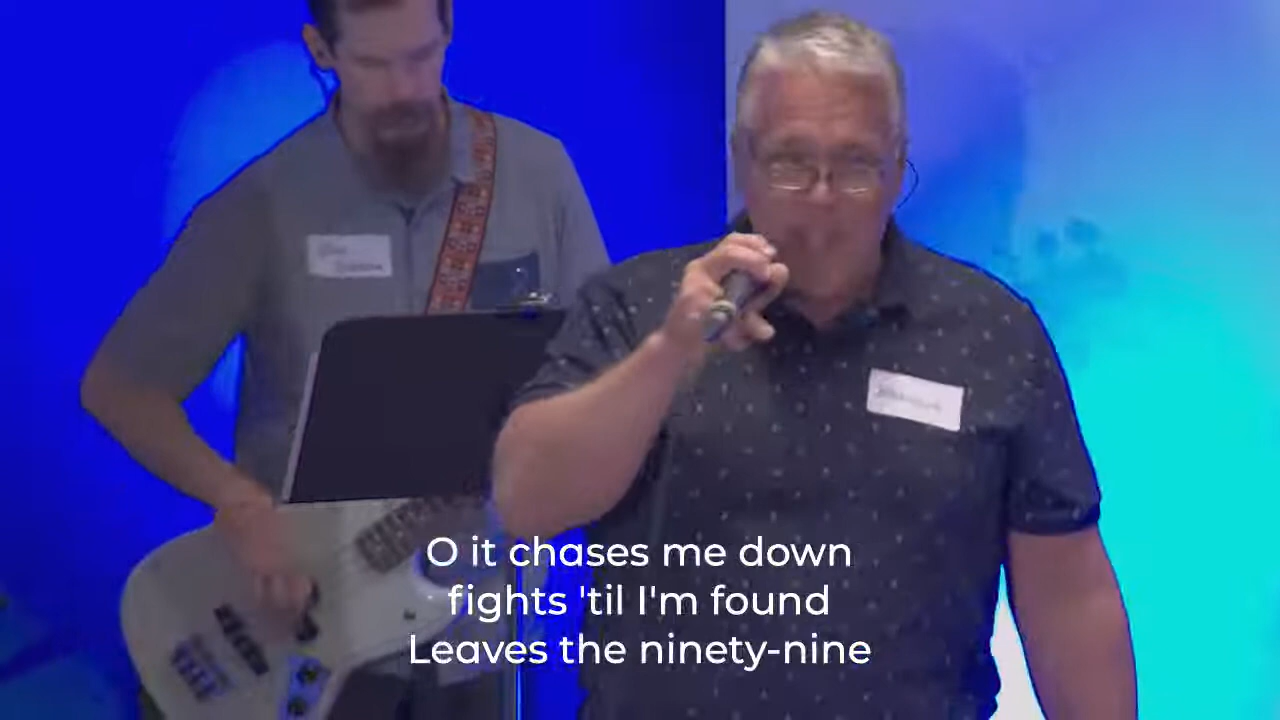 O it chases me down
fights 'til I'm found
Leaves the ninety-nine